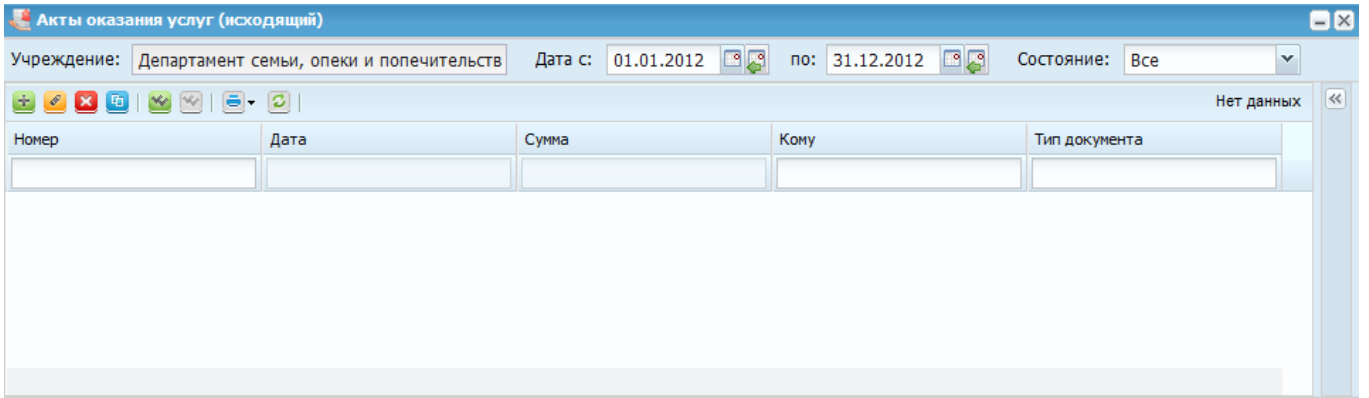 Акты оказания услуг (исходящий)
Учреждение: Департамент семьи, опеки и попечительств Дата с: 01.01.2012 по: 31.12.2012 Состояние: Все
Нет данных
Номер Дата Сумма Кому Тип документа